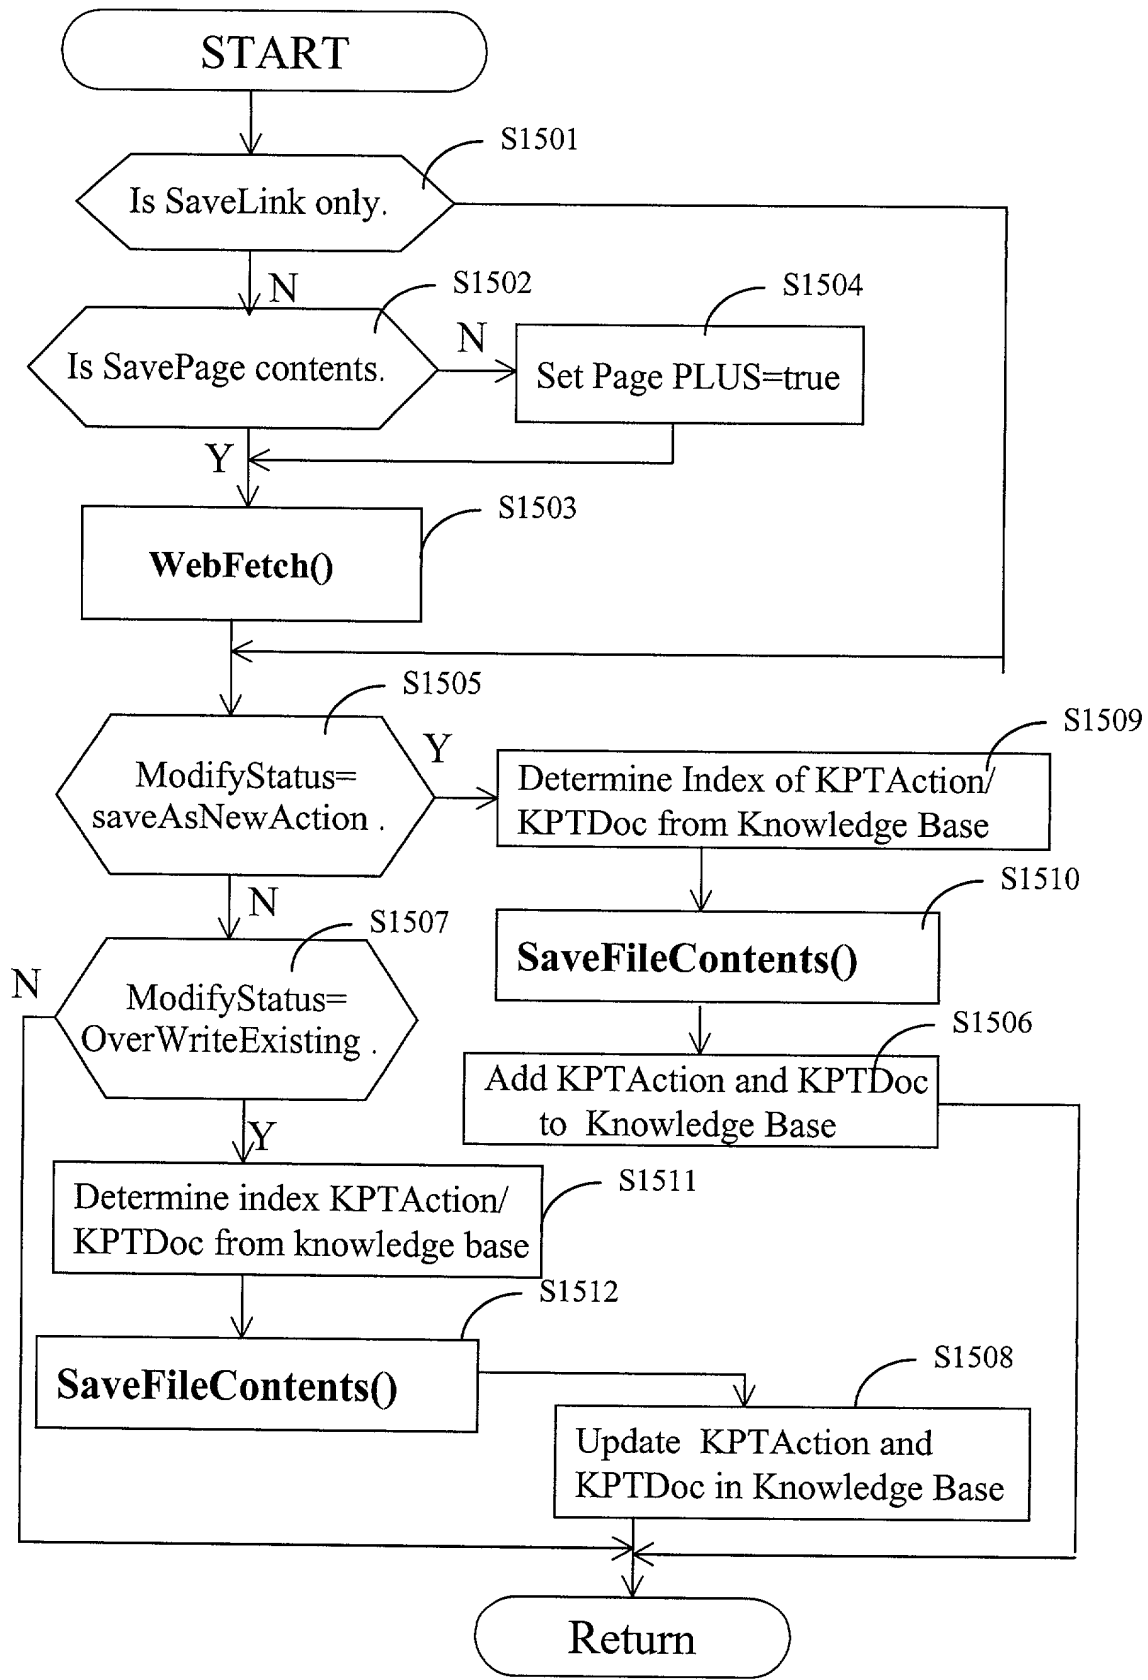 START
S1501
Is SaveLink only.
N
S1502
S1504
Is SavePage contents.
N
Set Page PLUS=true
Y
S1503
WebFetch()
S1505
S1509
ModifyStatus=
saveAsNewAction .
Y
Determine Index of KPTAction/
KPTDoc from Knowledge Base
N
S1510
S1507
SaveFileContents()
N
ModifyStatus=
OverWriteExisting .
S1506
Add KPTAction and KPTDoc
to Knowledge Base
Y
S1511
Determine index KPTAction/
KPTDoc from knowledge base
S1512
SaveFileContents()
S1508
Update KPTAction and
KPTDoc in Knowledge Base
Return